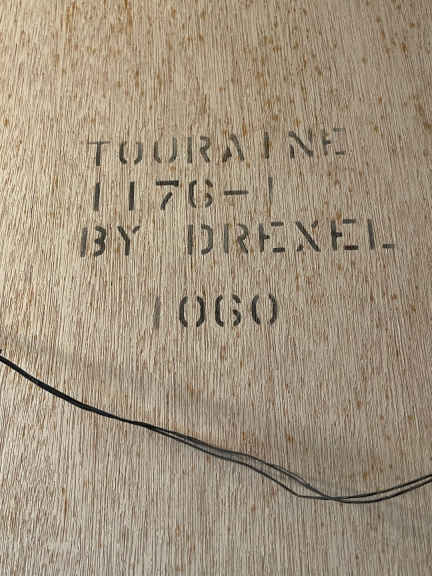 TOURAINE
1176-1
BY DREXEL
1060